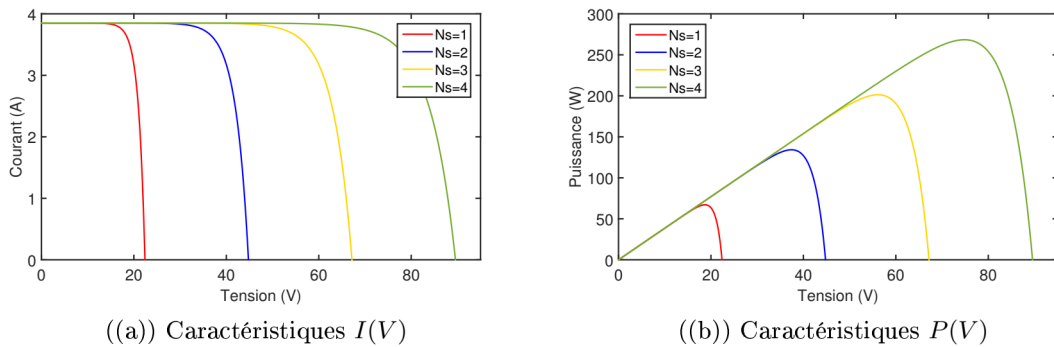 4
3
2
1
0
Courant (A)
0 20 40 60 80
Tension (V)
Ns=1
Ns=2
Ns=3
Ns=4
((a)) Caractéristiques I(V)
300
250
200
150
100
50
0
Puissance (W)
0 20 40 60 80
Tension (V)
Ns=1
Ns=2
Ns=3
Ns=4
((b)) Caractéristiques P(V)